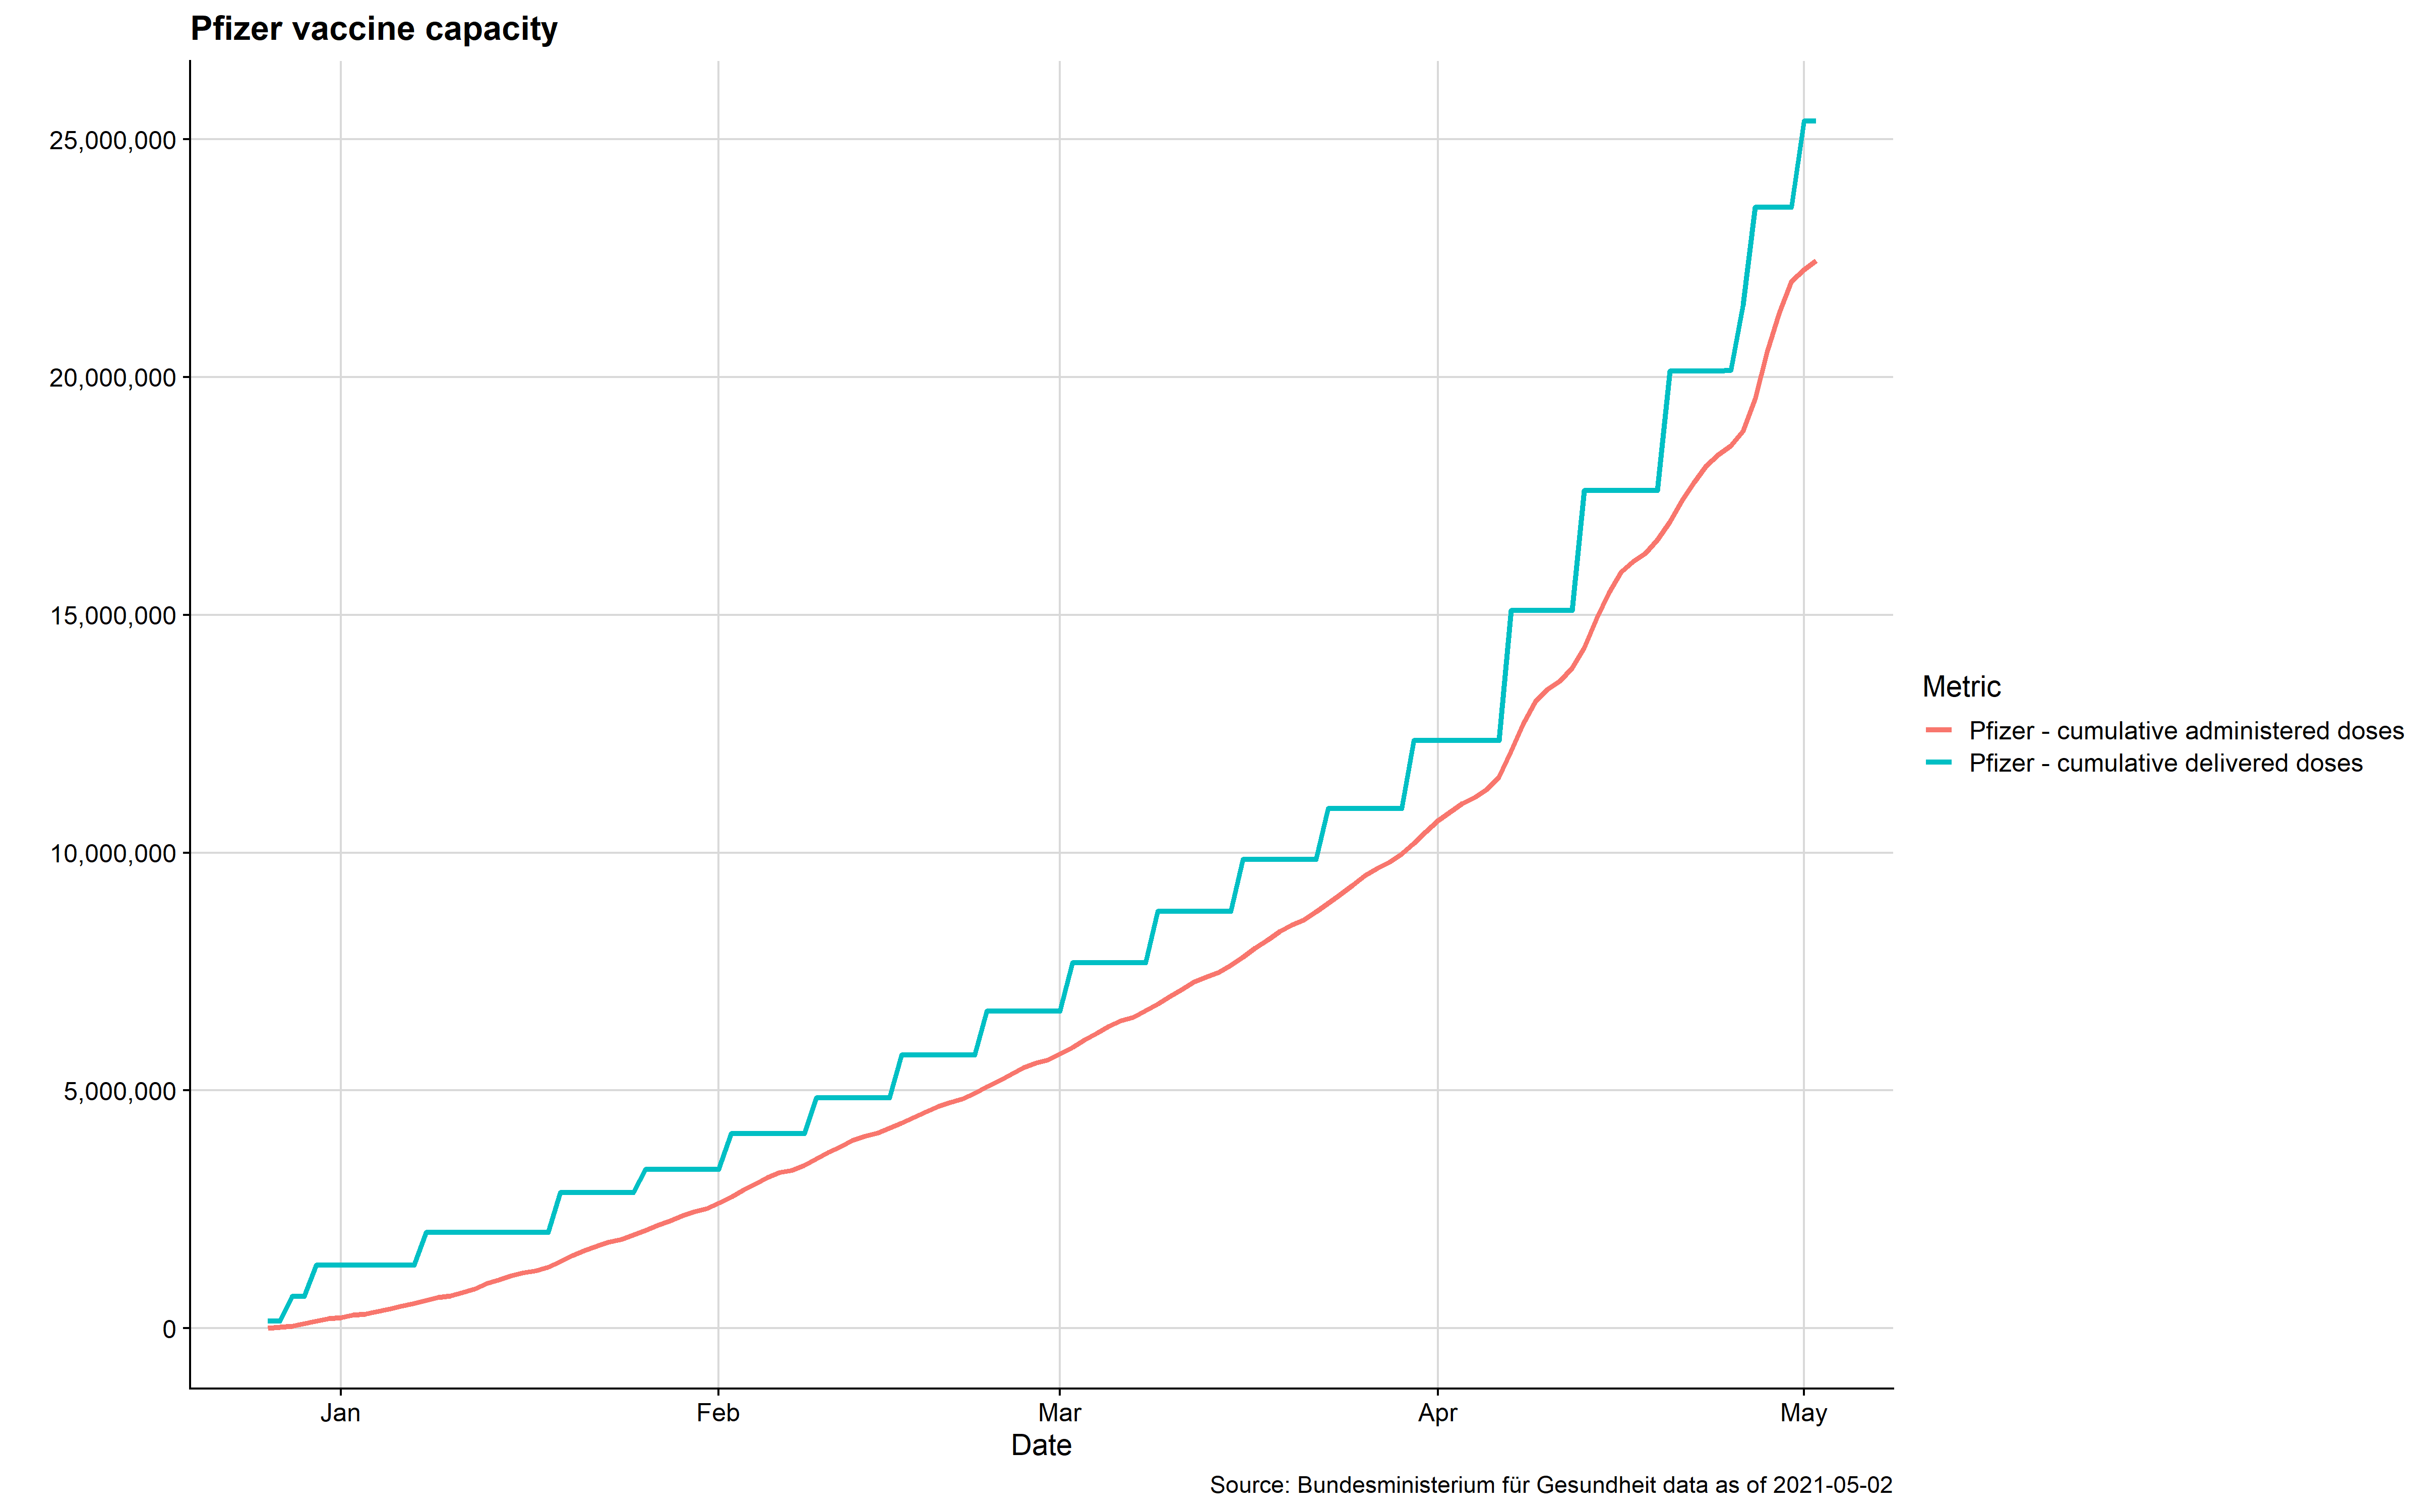 Pfizer vaccine capacity
25,000,000
20,000,000
15,000,000
10,000,000
5,000,000
0
Jan Feb Mar Apr May
Date
Metric
Pfizer - cumulative administered doses
Pfizer - cumulative delivered doses
Source: Bundesministerium für Gesundheit data as of 2021-05-02